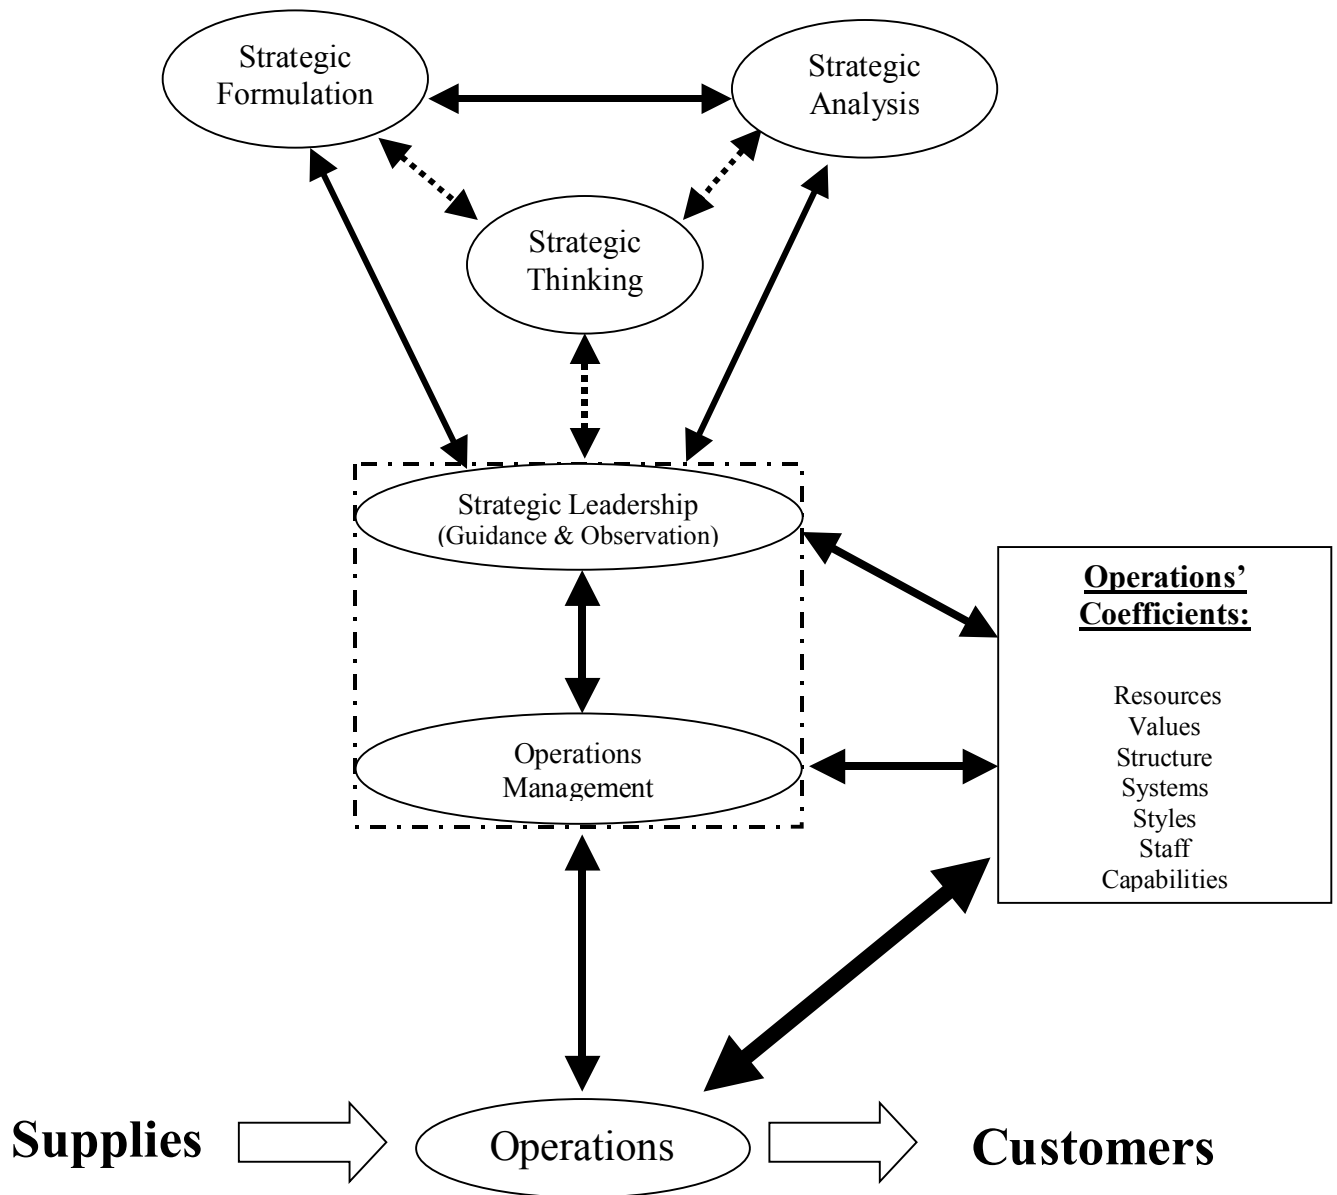 Strategic
Formulation
Strategic
Analysis
Strategic
Thinking
Strategic Leadership
(Guidance & Observation)
Operations
Management
Operations’
Coefficients:
Resources
Values
Structure
Systems
Styles
Staff
Capabilities
Supplies
Operations
Customers